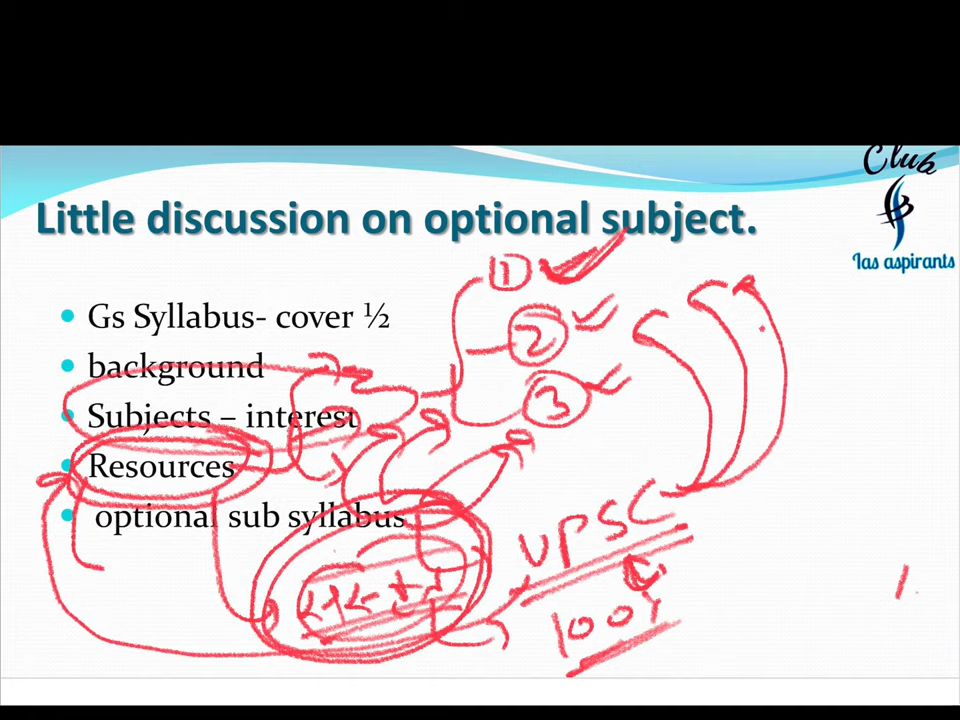 Club
Ias aspirants
Little discussion on optional subject.
1
Gs Syllabus- cover ½
2
background
3
Subjects – interest
Resources
optional sub syllabus
UPSC
100%